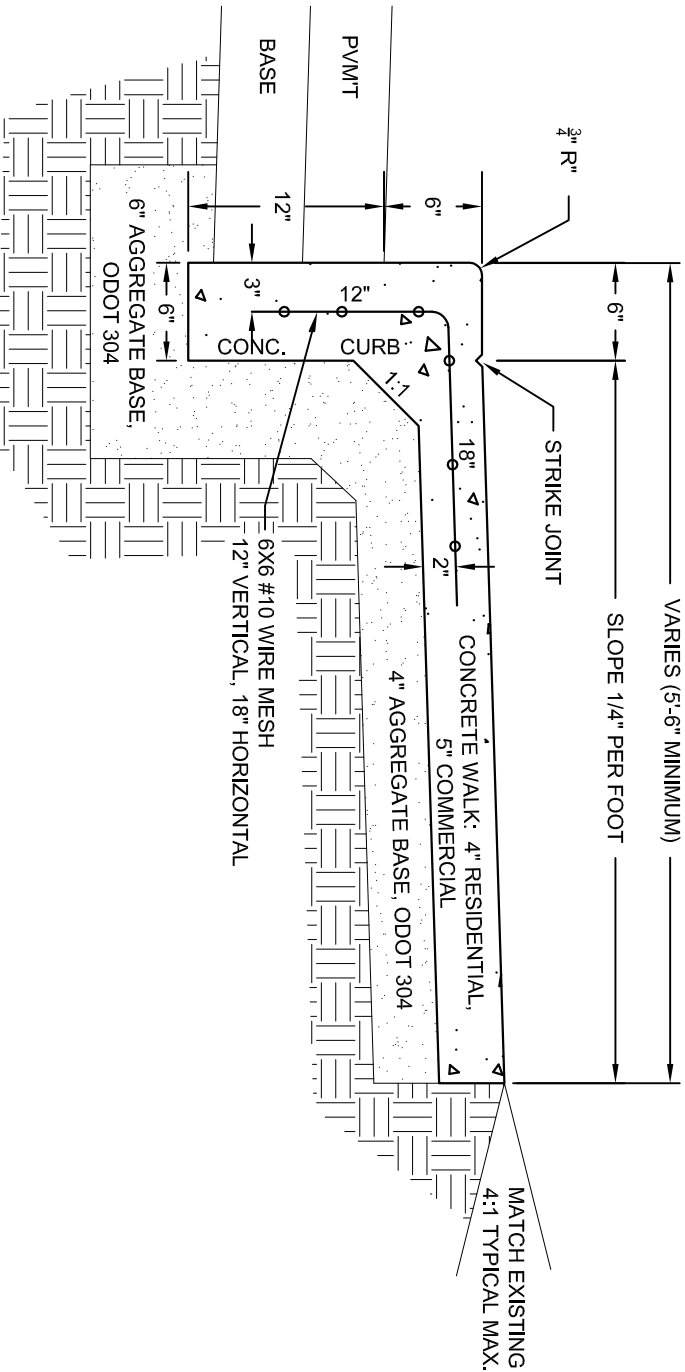 VARIES (5'-6" MINIMUM)
6"
SLOPE 1/4" PER FOOT
3/4" R"
STRIKE JOINT
MATCH EXISTING
4:1 TYPICAL MAX.
6"
12"
PVM'T
BASE
3"
12"
18"
2"
CONC. CURB
1:1
CONCRETE WALK: 4" RESIDENTIAL,
5" COMMERCIAL
4" AGGREGATE BASE, ODOT 304
6"
6" AGGREGATE BASE,
ODOT 304
6X6 #10 WIRE MESH
12" VERTICAL, 18" HORIZONTAL